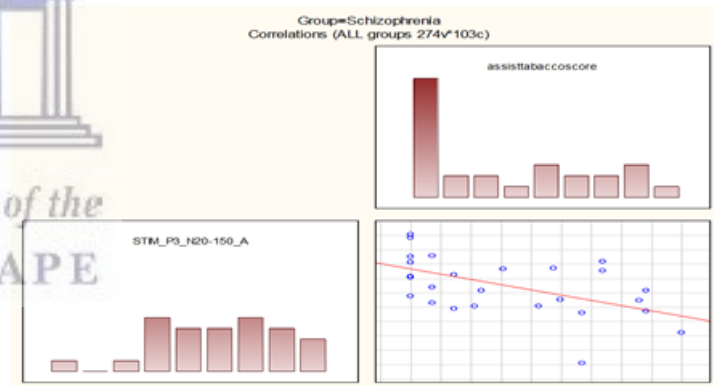 Group=Schizophrenia
Correlations (ALL groups 274v*103c)
assisttabaccoscore
of the
STIM_P3_N20-150_A
APE